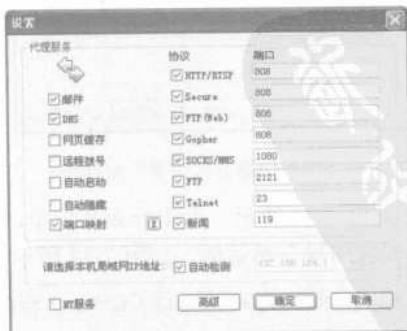 设置
代理服务
协议 端口
HTTP/RTSP 808
邮件 Secure 808
DNS FTP(Web) 808
网页缓存 Gopher 808
远程拨号 SOCKS/MMS 1080
自动启动 FTP 2121
自动隐藏 Telnet 23
端口映射 E 新闻 119
请选择本机局域网IP地址: 自动检测
NT服务 高级 确定 取消